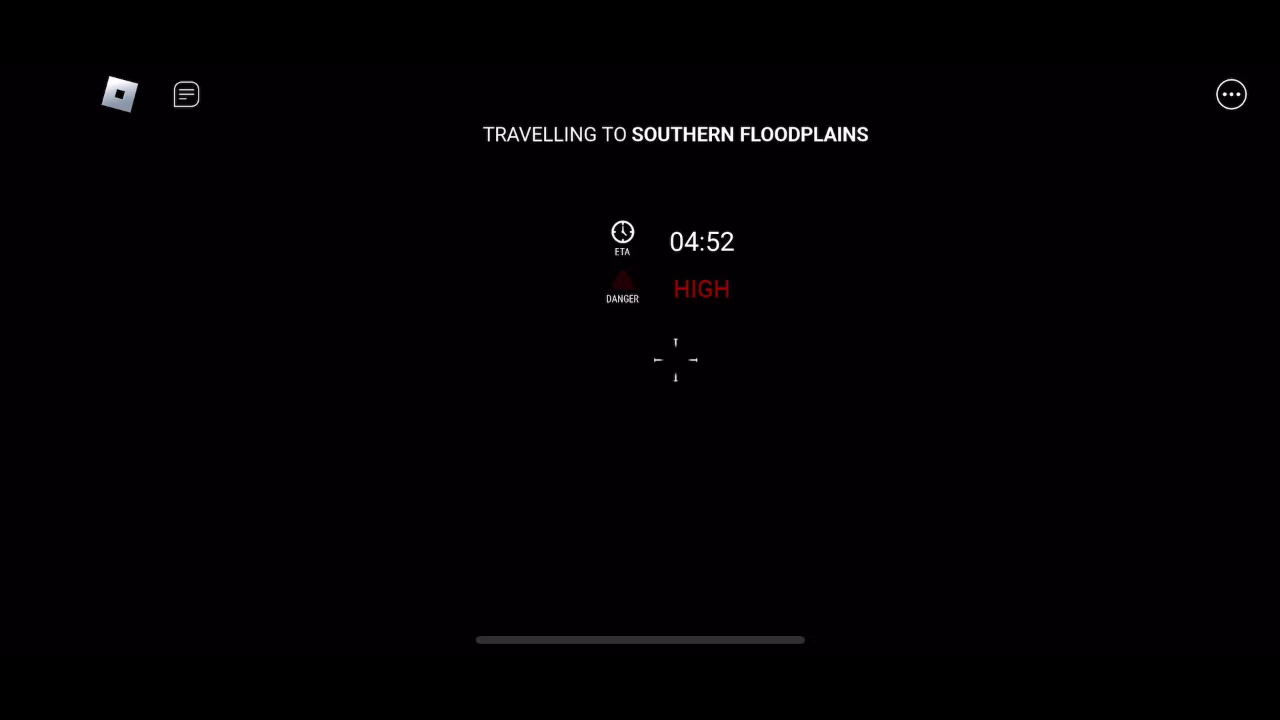 TRAVELLING TO SOUTHERN FLOODPLAINS
04:52
ETA
HIGH
DANGER